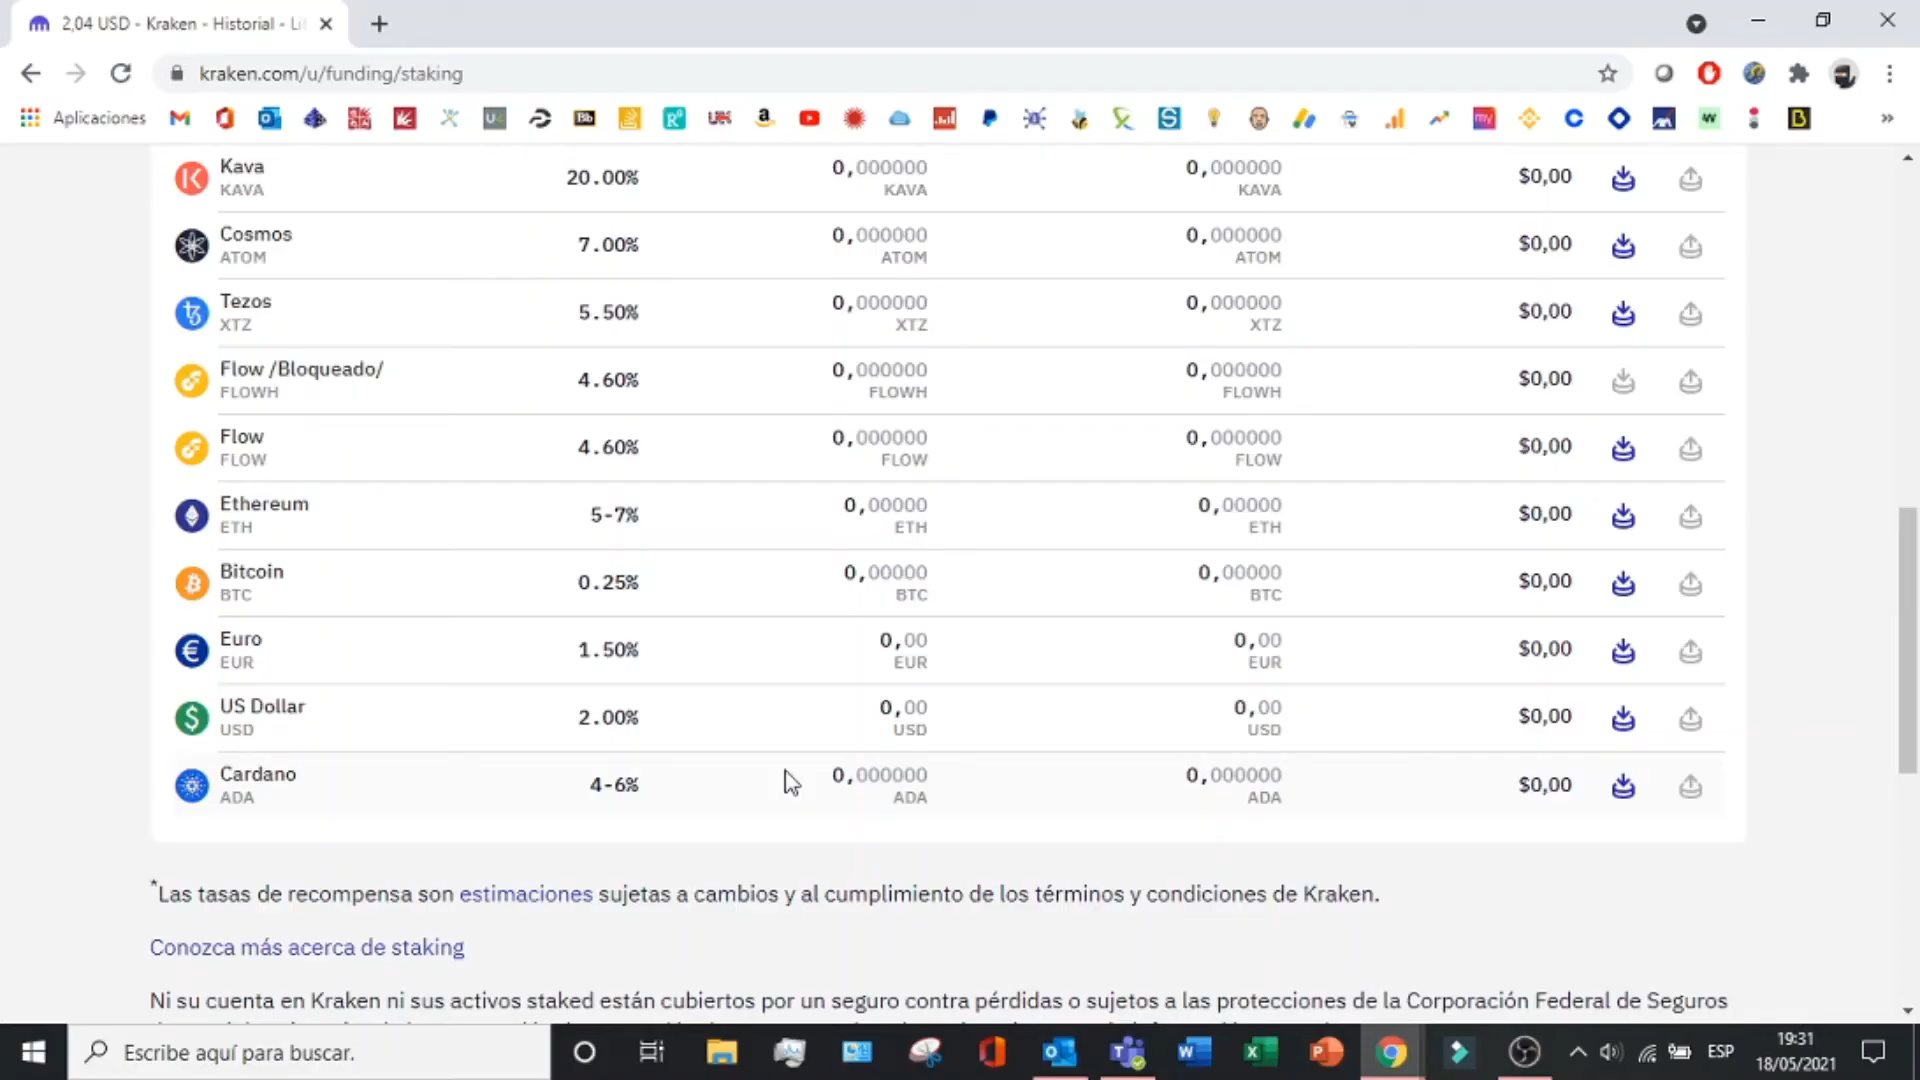 2,04 USD - Kraken - Historial - Li
kraken.com/u/funding/staking
Aplicaciones
Kava 20.00% 0,000000 0,000000 $0,00
KAVA KAVA KAVA
Cosmos 7.00% 0,000000 0,000000 $0,00
ATOM ATOM ATOM
Tezos 5.50% 0,000000 0,000000 $0,00
XTZ XTZ XTZ
Flow /Bloqueado/ 4.60% 0,000000 0,000000 $0,00
FLOWH FLOWH FLOWH
Flow 4.60% 0,000000 0,000000 $0,00
FLOW FLOW FLOW
Ethereum 5-7% 0,00000 0,00000 $0,00
ETH ETH ETH
Bitcoin 0.25% 0,00000 0,00000 $0,00
BTC BTC BTC
Euro 1.50% 0,00 0,00 $0,00
EUR EUR EUR
US Dollar 2.00% 0,00 0,00 $0,00
USD USD USD
Cardano 4-6% 0,000000 0,000000 $0,00
ADA ADA ADA
*Las tasas de recompensa son estimaciones sujetas a cambios y al cumplimiento de los términos y condiciones de Kraken.
Conozca más acerca de staking
Ni su cuenta en Kraken ni sus activos staked están cubiertos por un seguro contra pérdidas o sujetos a las protecciones de la Corporación Federal de Seguros
Escribe aquí para buscar.
ESP
19:31
18/05/2021